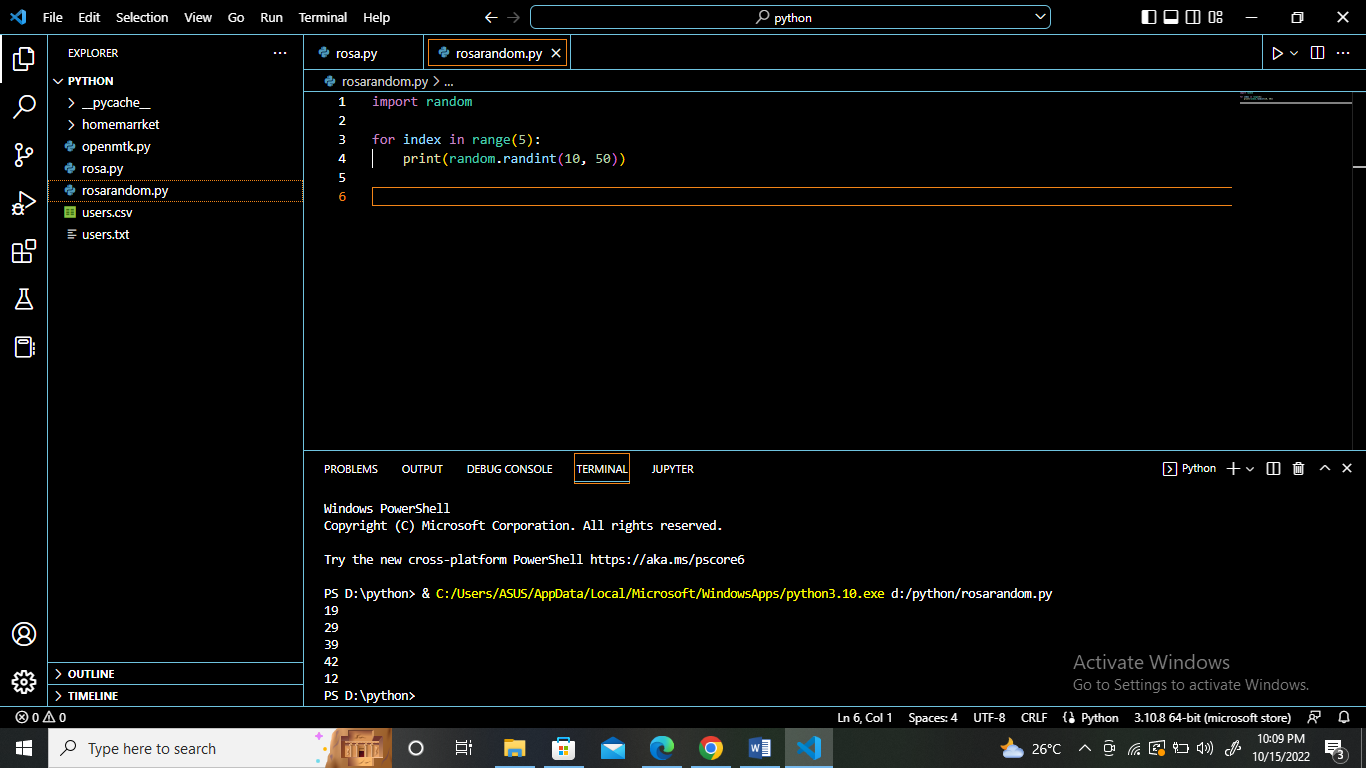 File Edit Selection View Go Run Terminal Help
python
EXPLORER
PYTHON
__pycache__
homemarrket
openmtk.py
rosa.py
rosarandom.py
users.csv
users.txt
OUTLINE
TIMELINE
rosa.py
rosarandom.py
rosarandom.py > ...
1 import random
2
3 for index in range(5):
4 print(random.randint(10, 50))
5
6
PROBLEMS OUTPUT DEBUG CONSOLE TERMINAL JUPYTER
Python
Windows PowerShell
Copyright (C) Microsoft Corporation. All rights reserved.
Try the new cross-platform PowerShell https://aka.ms/pscore6
PS D:\python> & C:/Users/ASUS/AppData/Local/Microsoft/WindowsApps/python3.10.exe d:/python/rosarandom.py
19
29
39
42
12
PS D:\python>
Activate Windows
Go to Settings to activate Windows.
0 0
Ln 6, Col 1 Spaces: 4 UTF-8 CRLF Python 3.10.8 64-bit (microsoft store)
Type here to search
26°C
10:09 PM
10/15/2022
3